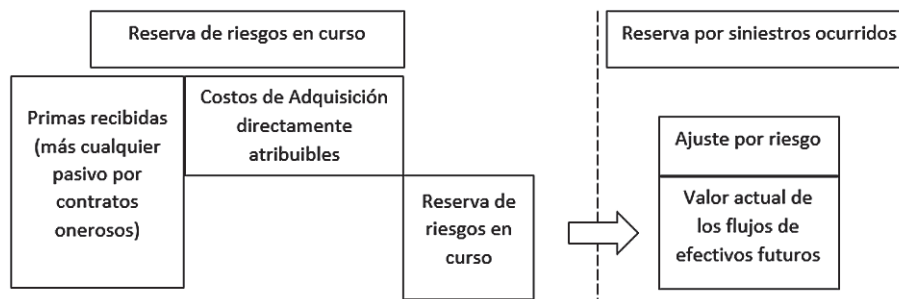 Reserva de riesgos en curso
Reserva por siniestros ocurridos
Primas recibidas
(más cualquier
pasivo por
contratos
onerosos)
Costos de Adquisición
directamente
atribuibles
Reserva de
riesgos en
curso
Ajuste por riesgo
Valor actual de
los flujos de
efectivos futuros